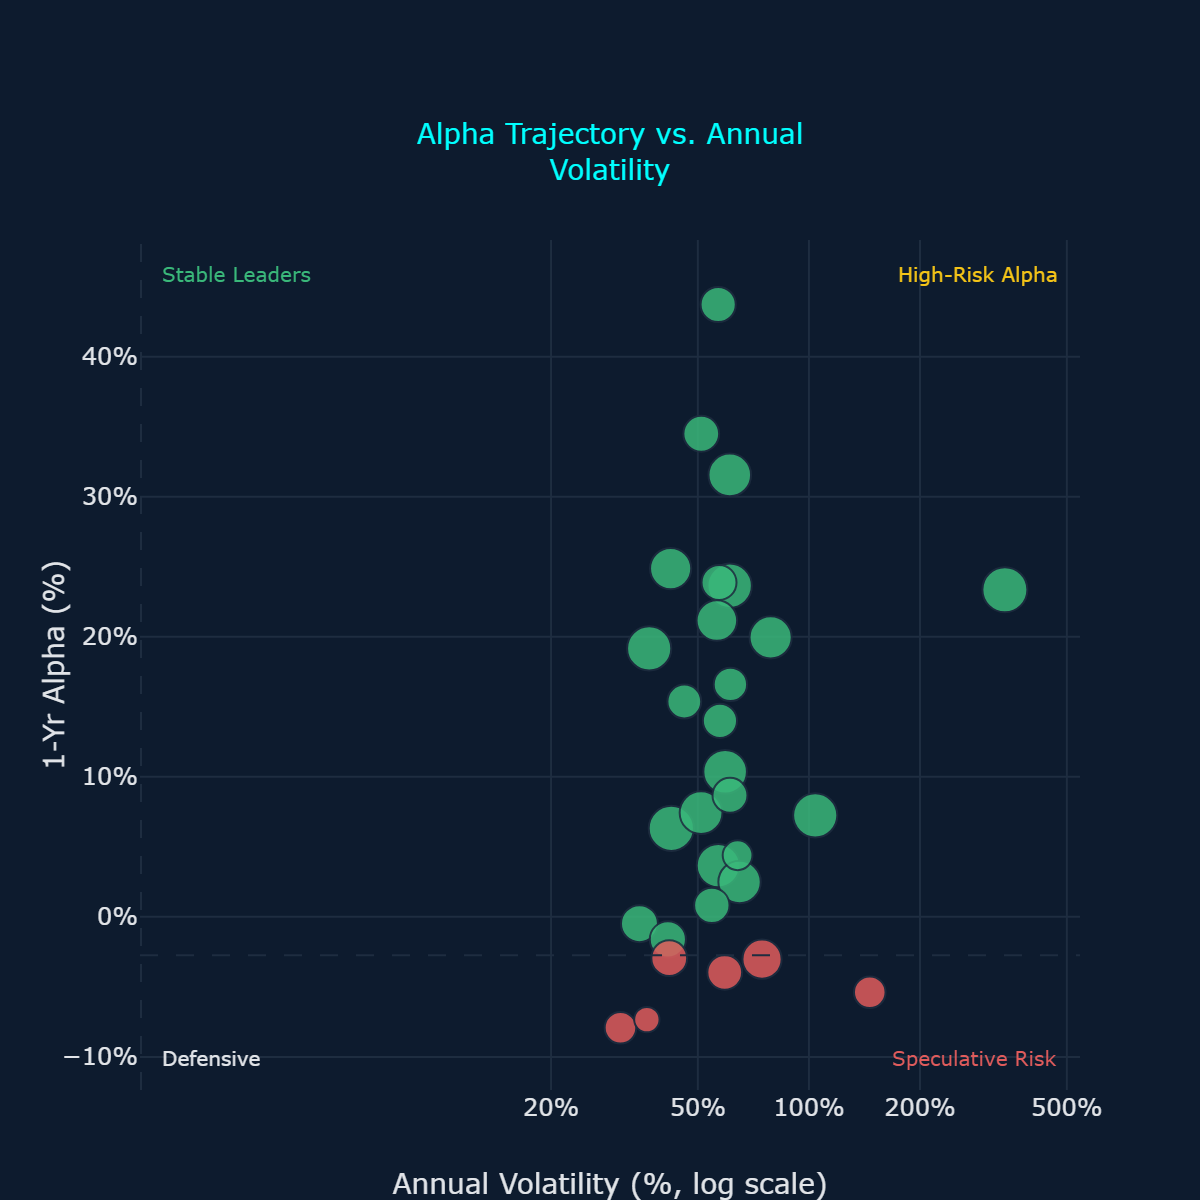 Alpha Trajectory vs. Annual
Volatility
Stable Leaders
High-Risk Alpha
40%
30%
20%
10%
0%
−10%
1-Yr Alpha (%)
Defensive
Speculative Risk
20%
50%
100%
200%
500%
Annual Volatility (%, log scale)